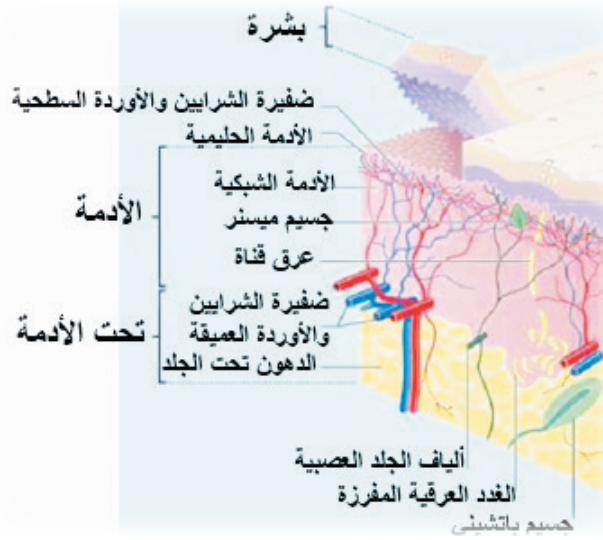 بشرة
ضفيرة الشرايين والأوردة السطحية
الأدمة الحليمية
الأدمة
الأدمة الشبكية
جسيم ميسنر
عرق قناة
تحت الأدمة
ضفيرة الشرايين
والأوردة العميقة
الدهون تحت الجلد
ألياف الجلد العصبية
الغدد العرقية المفرزة
جسيم باتشيني